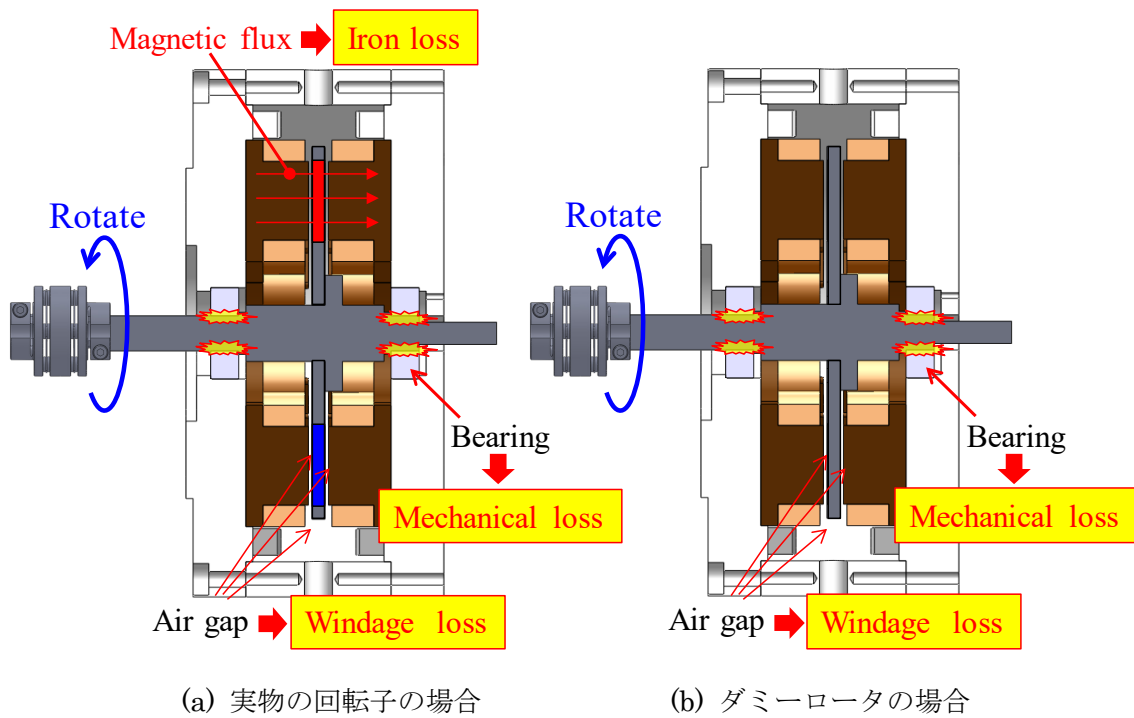 Magnetic flux
Iron loss
Rotate
Bearing
Mechanical loss
Air gap
Windage loss
(a) 実物の回転子の場合
Rotate
Bearing
Mechanical loss
Air gap
Windage loss
(b) ダミーロータの場合